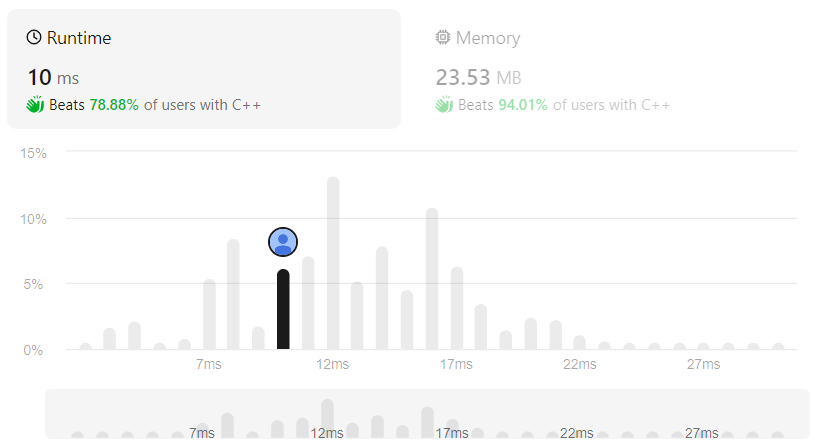 Runtime
10 ms
Beats 78.88% of users with C++
Memory
23.53 MB
Beats 94.01% of users with C++
15%
10%
5%
0%
7ms 12ms 17ms 22ms 27ms
7ms 12ms 17ms 22ms 27ms